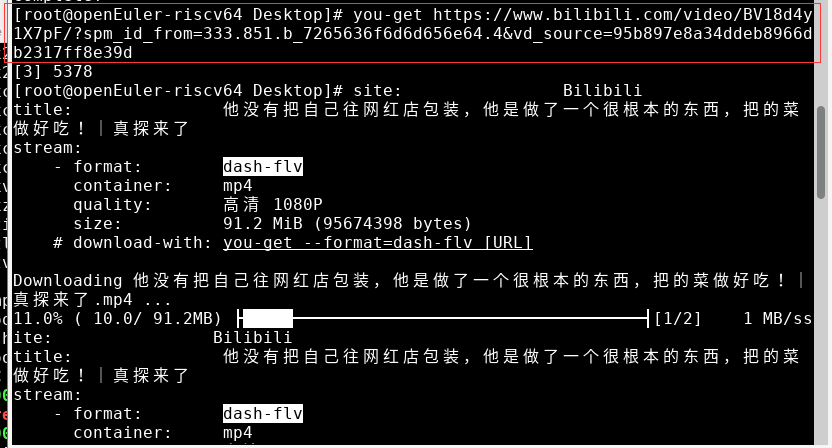 [root@openEuler-riscv64 Desktop]# you-get https://www.bilibili.com/video/BV18d4y
1X7pF/?spm_id_from=333.851.b_7265636f6d6d656e64.4&vd_source=95b897e8a34ddeb8966d
b2317ff8e39d
[3] 5378
[root@openEuler-riscv64 Desktop]# site:                Bilibili
title:               他没有把自己往网红店包装，他是做了一个很根本的东西，把的菜
做好吃！｜真探来了
stream:
    - format:        dash-flv
      container:     mp4
      quality:       高清 1080P
      size:          91.2 MiB (95674398 bytes)
    # download-with: you-get --format=dash-flv [URL]
Downloading 他没有把自己往网红店包装，他是做了一个很根本的东西，把的菜做好吃！｜
真探来了.mp4 ...
11.0% ( 10.0/ 91.2MB) [1/2]    1 MB/ss
ite:                Bilibili
title:               他没有把自己往网红店包装，他是做了一个很根本的东西，把的菜
做好吃！｜真探来了
stream:
    - format:        dash-flv
      container:     mp4